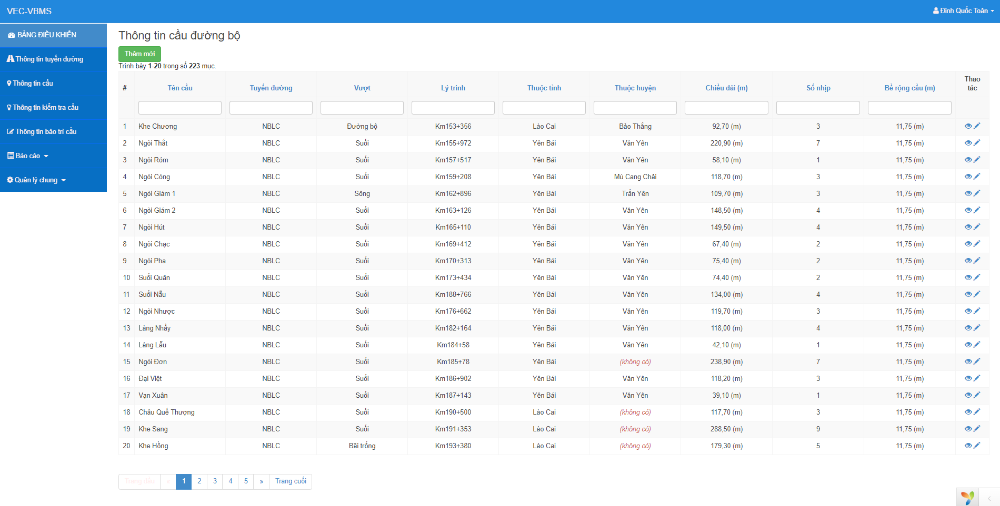 VEC-VBMS
Đinh Quốc Toản
BẢNG ĐIỀU KHIỂN
Thông tin tuyến đường
Thông tin cầu
Thông tin kiểm tra cầu
Thông tin bảo trì cầu
Báo cáo
Quản lý chung
Thông tin cầu đường bộ
Thêm mới
Trình bày 1-20 trong số 223 mục.
# Tên cầu Tuyến đường Vượt Lý trình Thuộc tỉnh Thuộc huyện Chiều dài (m) Số nhịp Bề rộng cầu (m) Thao tác
1 Khe Chương NBLC Đường bộ Km153+356 Lào Cai Bảo Thắng 92,70 (m) 3 11,75 (m)
2 Ngòi Thắt NBLC Suối Km155+972 Yên Bái Văn Yên 220,90 (m) 7 11,75 (m)
3 Ngòi Róm NBLC Suối Km157+517 Yên Bái Văn Yên 58,10 (m) 1 11,75 (m)
4 Ngòi Còng NBLC Suối Km159+208 Yên Bái Mù Cang Chải 118,70 (m) 3 11,75 (m)
5 Ngòi Giám 1 NBLC Sông Km162+896 Yên Bái Trấn Yên 109,70 (m) 3 11,75 (m)
6 Ngòi Giám 2 NBLC Suối Km163+126 Yên Bái Văn Yên 148,50 (m) 4 11,75 (m)
7 Ngòi Hút NBLC Suối Km165+110 Yên Bái Văn Yên 149,50 (m) 4 11,75 (m)
8 Ngòi Chạc NBLC Suối Km169+412 Yên Bái Văn Yên 67,40 (m) 2 11,75 (m)
9 Ngòi Pha NBLC Suối Km170+313 Yên Bái Văn Yên 75,40 (m) 2 11,75 (m)
10 Suối Quân NBLC Suối Km173+434 Yên Bái Văn Yên 74,40 (m) 2 11,75 (m)
11 Suối Nẫu NBLC Suối Km188+766 Yên Bái Văn Yên 134,00 (m) 4 11,75 (m)
12 Ngòi Nhược NBLC Suối Km176+662 Yên Bái Văn Yên 119,70 (m) 3 11,75 (m)
13 Làng Nhầy NBLC Suối Km182+164 Yên Bái Văn Yên 118,00 (m) 4 11,75 (m)
14 Làng Lẫu NBLC Suối Km184+58 Yên Bái Văn Yên 42,10 (m) 1 11,75 (m)
15 Ngòi Đơn NBLC Suối Km185+78 Yên Bái (không có) 238,90 (m) 7 11,75 (m)
16 Đại Việt NBLC Suối Km186+902 Yên Bái Văn Yên 118,20 (m) 3 11,75 (m)
17 Vạn Xuân NBLC Suối Km187+143 Yên Bái Văn Yên 39,10 (m) 1 11,75 (m)
18 Châu Quế Thượng NBLC Suối Km190+500 Lào Cai (không có) 117,70 (m) 3 11,75 (m)
19 Khe Sang NBLC Suối Km191+353 Lào Cai (không có) 288,50 (m) 9 11,75 (m)
20 Khe Hồng NBLC Bãi trống Km193+380 Lào Cai (không có) 179,30 (m) 5 11,75 (m)
Trang đầu « 1 2 3 4 5 » Trang cuối